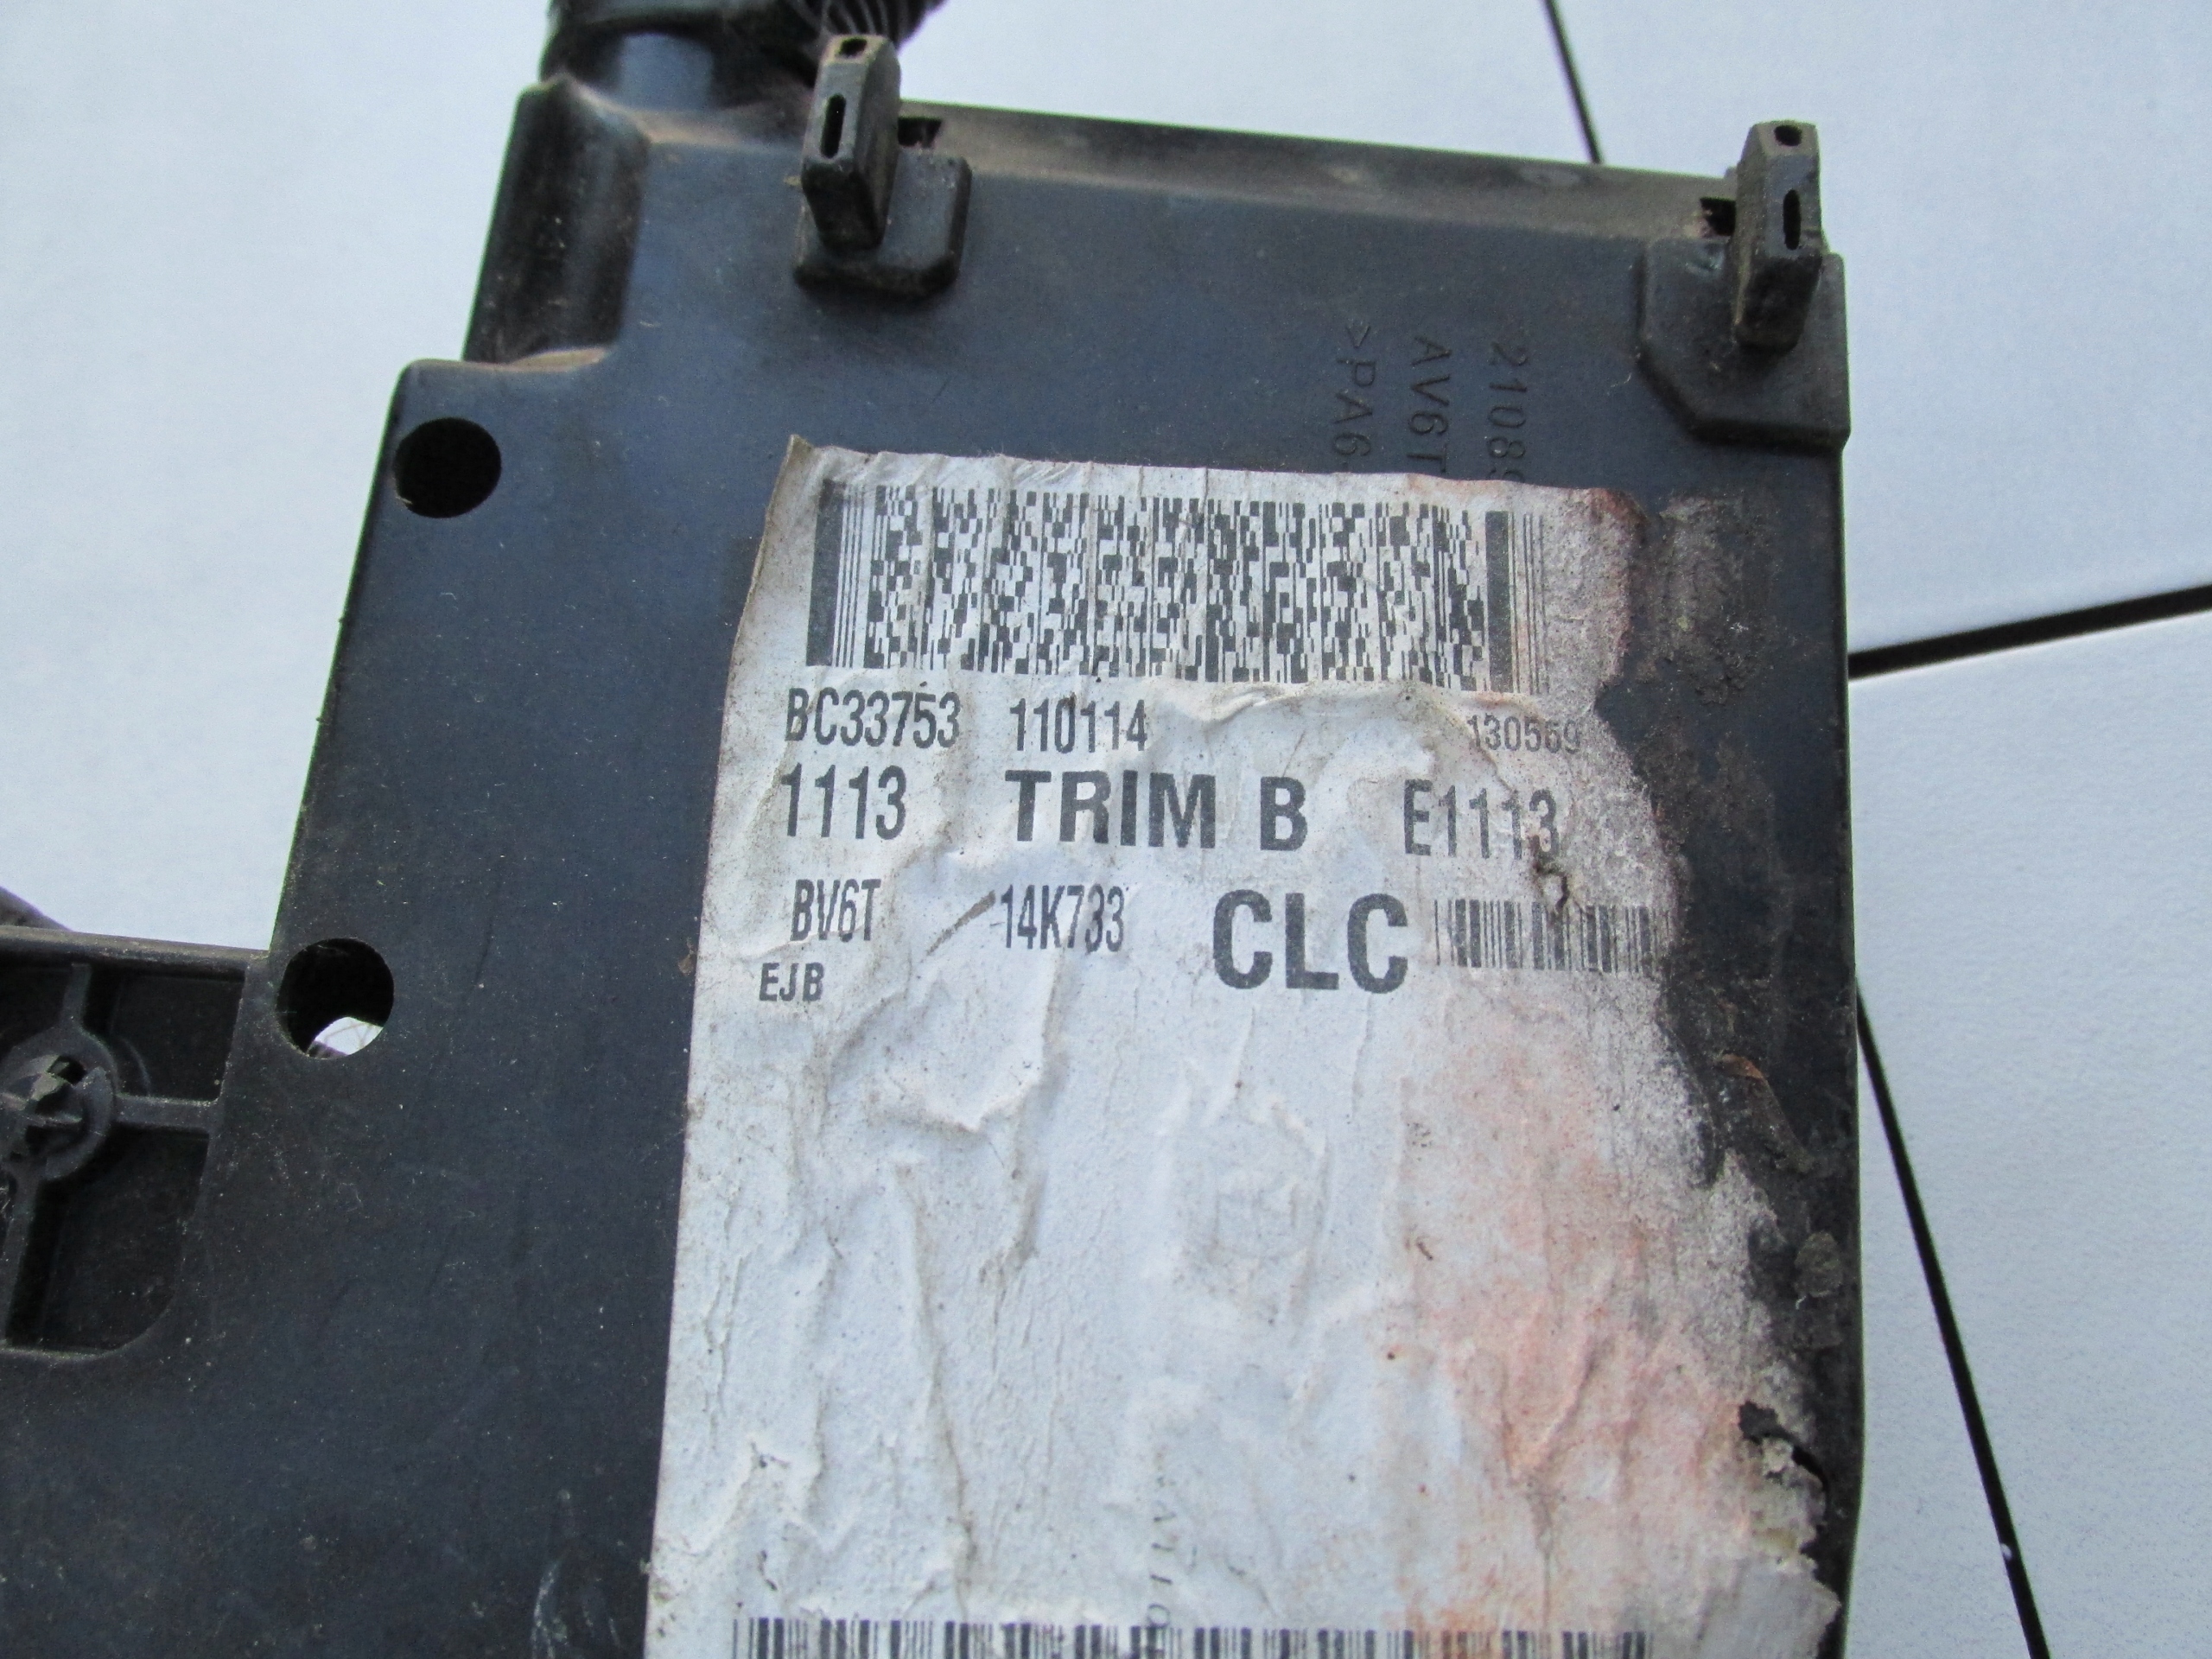 21089
AV6T
>PA6
BC33753 110114 130569
1113 TRIM B E1113
BV6T 14K733 CLC
EJB